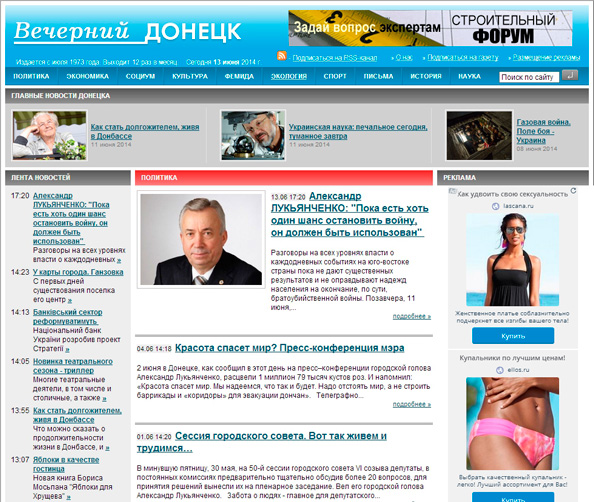 Вечерний ДОНЕЦК
Задай вопрос экспертам
СТРОИТЕЛЬНЫЙ
ФОРУМ
Издается с июля 1973 года. Выходит 12 раз в месяц Сегодня 13 июня 2014 г
Подписаться на RSS-канал » О нас » Подписаться на газету » Размещение рекламы
ПОЛИТИКА ЭКОНОМИКА СОЦИУМ КУЛЬТУРА ФЕМИДА ЭКОЛОГИЯ СПОРТ ПИСЬМА ИСТОРИЯ НАУКА Поиск по сайту
ГЛАВНЫЕ НОВОСТИ ДОНЕЦКА
Как стать долгожителем, живя
в Донбассе
11 июня 2014
Украинская наука: печальное сегодня,
туманное завтра
11 июня 2014
Газовая война.
Поле боя -
Украина
08 июня 2014
ЛЕНТА НОВОСТЕЙ
17:20 Александр
ЛУКЬЯНЧЕНКО: "Пока
есть хоть один шанс
остановить войну, он
должен быть
использован"
Разговоры на всех уровнях
власти о каждодневных »
14:23 У карты города. Ганзовка
С первых дней
существования поселка
его центр »
14:13 Банківський сектор
реформуватимуть
Національний банк
України розробив проект
Стратегії »
14:05 Новинка театрального
сезона - триллер
Многие театральные
деятели, в том числе и
столичные, а также »
13:55 Как стать долгожителем,
живя в Донбассе
Что можно сказать о
продолжительности
жизни в Донбассе, и »
13:07 Яблоки в качестве
гостинца
Новая книга Бориса
Мосьпана "Яблоки для
Хрущева" »
ПОЛИТИКА
13.06 17:20 Александр
ЛУКЬЯНЧЕНКО: "Пока есть хоть
один шанс остановить войну,
он должен быть использован"
Разговоры на всех уровнях власти о
каждодневных событиях на юго-востоке
страны пока не дают существенных
результатов и не оправдывают надежд
населения на окончание, по сути,
братоубийственной войны. Позавчера, 11
июня,...
подробнее »
04.06 14:18 Красота спасет мир? Пресс-конференция мэра
2 июня в Донецке, как сообщил в этот день на пресс–конференции городской голова
Александр Лукьянченко, расцвели 1 миллион 79 тысяч кустов роз. И напомнил:
«Красота спасет мир. Мы надеемся, что так и будет. Надо отстоять мир, а не строить
баррикады и «коридоры» для эвакуации дончан». Телеграфно...
подробнее »
01.06 14:20 Сессия городского совета. Вот так живем и
трудимся…
В минувшую пятницу, 30 мая, на 50-й сессии городского совета VI созыва депутаты, в
постоянных комиссиях предварительно тщательно обсудив более 20 вопросов, для
принятия решений вынесли их на пленарное заседание. Вел его городской голова
Александр Лукьянченко. Забота о людях - главное для депутатского...
РЕКЛАМА
Как удвоить свою сексуальность
lascana.ru
Женственное платье соблазнительно
подчеркнет все изгибы вашего тела!
Купить
Купальники по лучшим ценам!
ellos.ru
Выбрать качественный купальник -
легко! Лучший ассортимент для Вас!
Купить